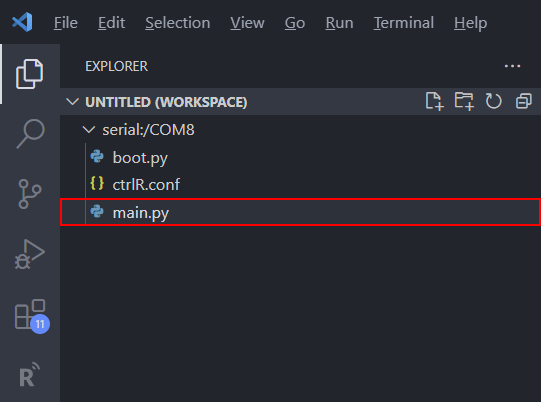 File Edit Selection View Go Run Terminal Help
EXPLORER
UNTITLED (WORKSPACE)
serial:/COM8
boot.py
{} ctrlR.conf
main.py
11
R